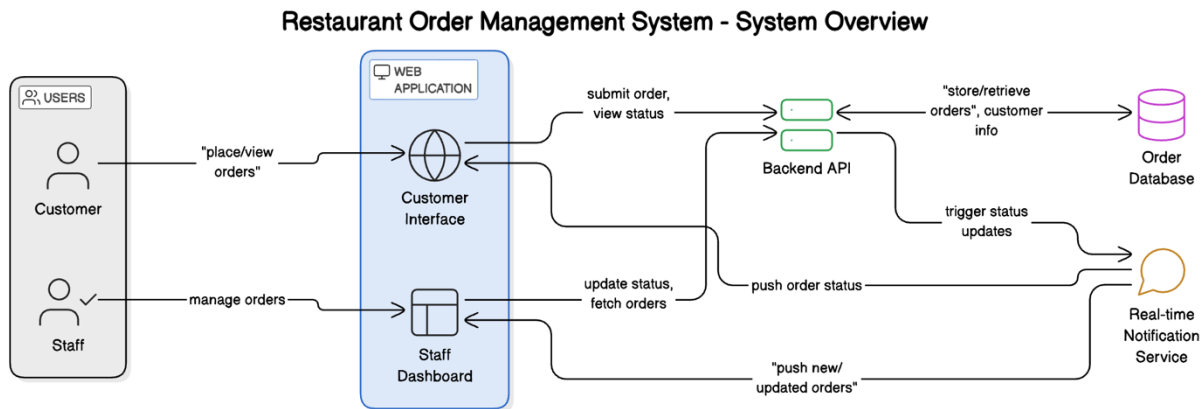 Restaurant Order Management System - System Overview
USERS
Customer
Staff
"place/view
orders"
manage orders
WEB
APPLICATION
Customer
Interface
Staff
Dashboard
submit order,
view status
update status,
fetch orders
Backend API
"store/retrieve
orders", customer
info
Order
Database
trigger status
updates
push order status
"push new/
updated orders"
Real-time
Notification
Service